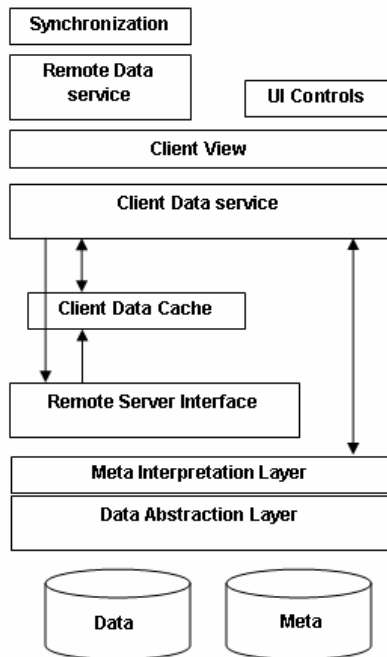 Synchronization
Remote Data
service
UI Controls
Client View
Client Data service
Client Data Cache
Remote Server Interface
Meta Interpretation Layer
Data Abstraction Layer
Data
Meta